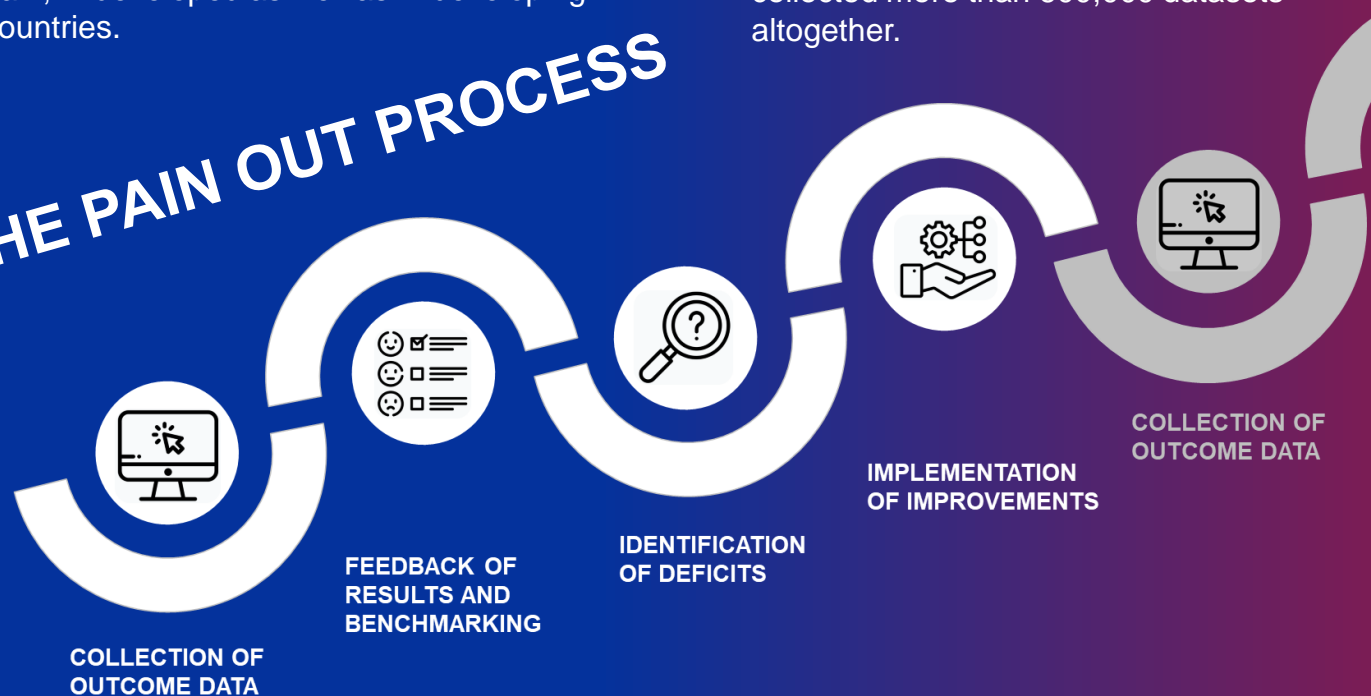 countries.
altogether.
THE PAIN OUT PROCESS
COLLECTION OF
OUTCOME DATA
FEEDBACK OF
RESULTS AND
BENCHMARKING
IDENTIFICATION
OF DEFICITS
IMPLEMENTATION
OF IMPROVEMENTS
COLLECTION OF
OUTCOME DATA